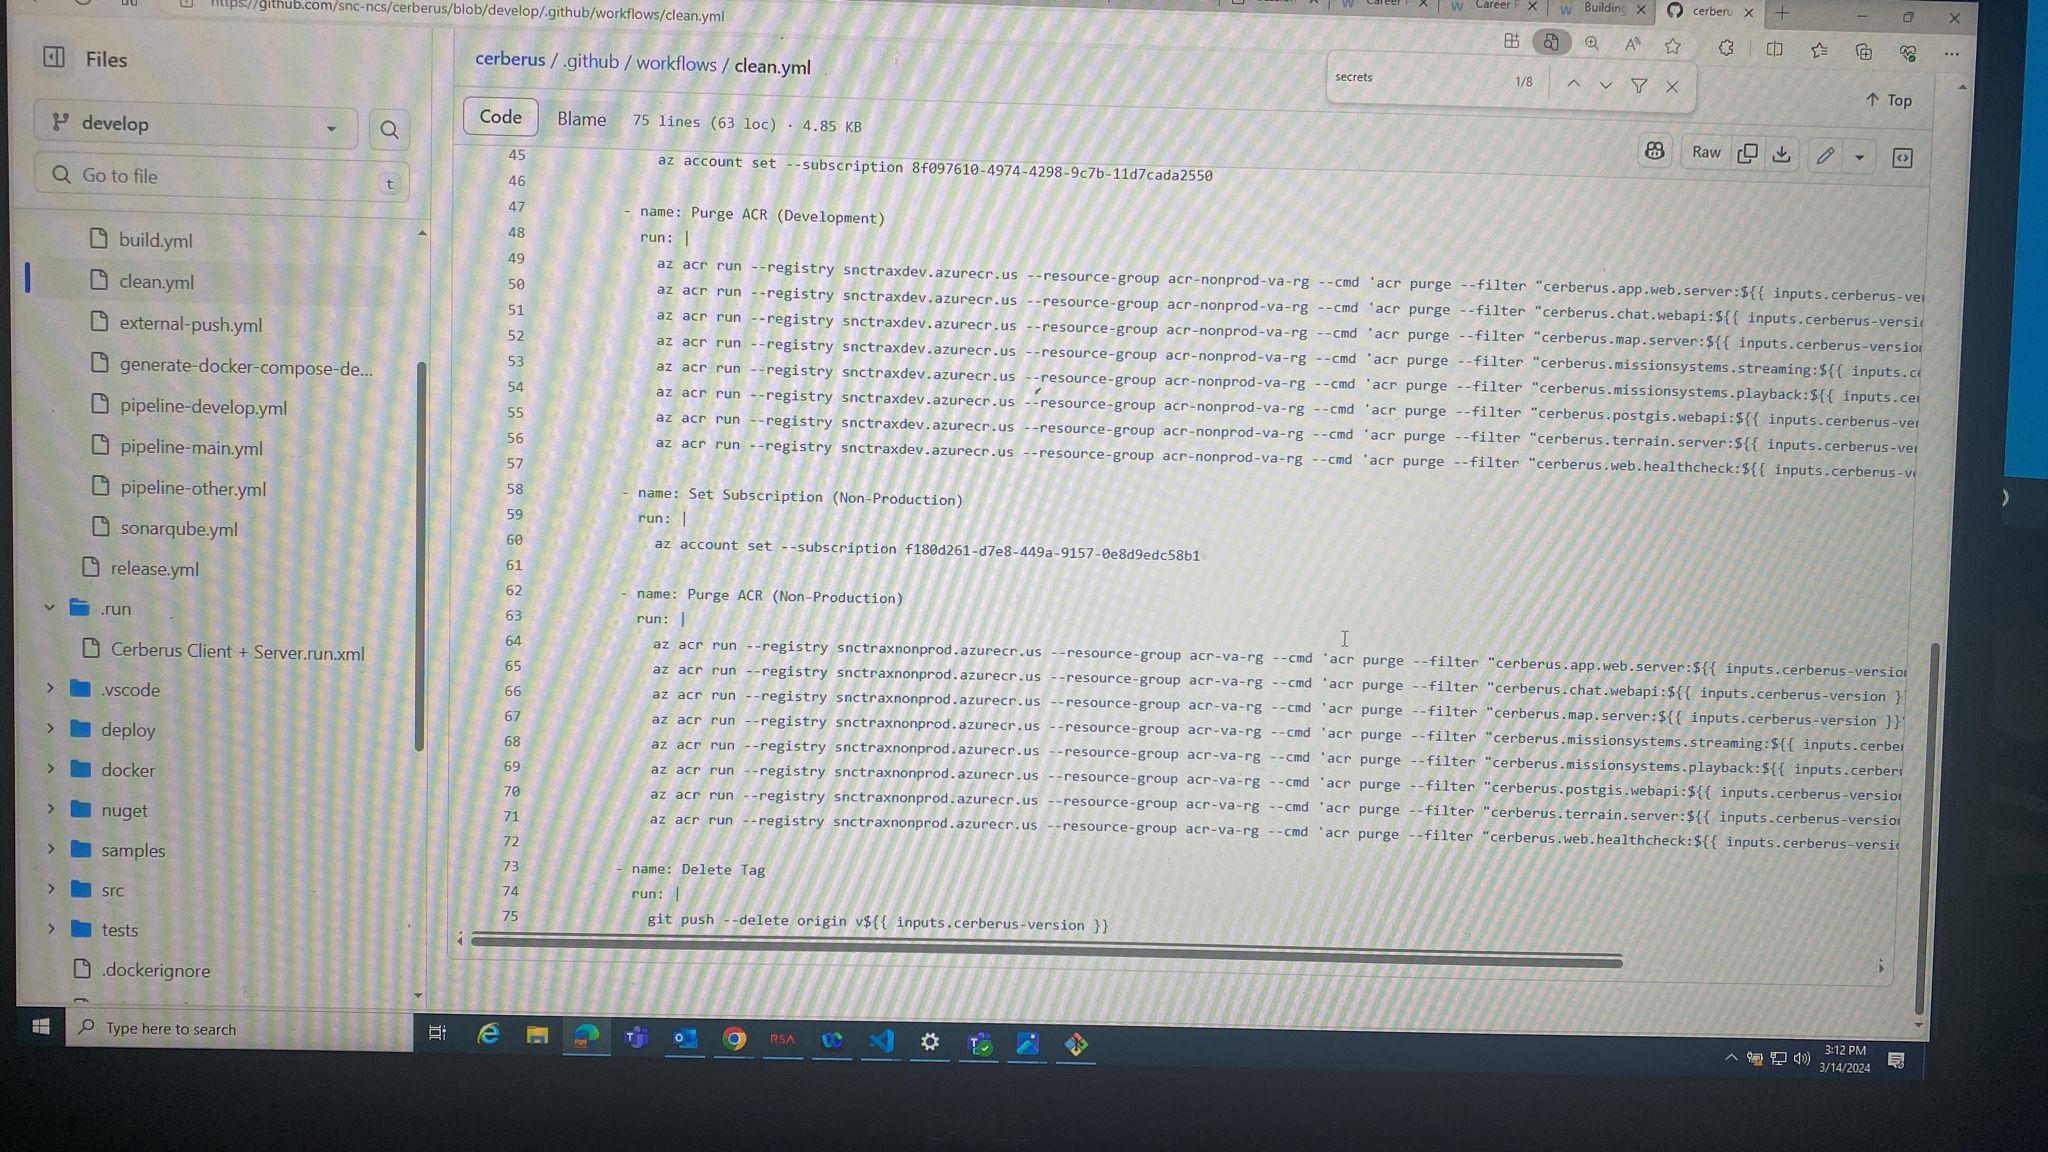 https://github.com/snc-ncs/cerberus/blob/develop/.github/workflows/clean.yml
Career
Career
Building
cerberu
Files
cerberus / .github / workflows / clean.yml
secrets
1/8
Top
develop
Code
Blame
75 lines (63 loc) · 4.85 KB
Raw
Go to file
t
build.yml
clean.yml
external-push.yml
generate-docker-compose-de...
pipeline-develop.yml
pipeline-main.yml
pipeline-other.yml
sonarqube.yml
release.yml
.run
Cerberus Client + Server.run.xml
.vscode
deploy
docker
nuget
samples
src
tests
.dockerignore
45 az account set --subscription 8f097610-4974-4298-9c7b-11d7cada2550
46
47 - name: Purge ACR (Development)
48 run: |
49 az acr run --registry snctraxdev.azurecr.us --resource-group acr-nonprod-va-rg --cmd 'acr purge --filter "cerberus.app.web.server:${{ inputs.cerberus-ver
50 az acr run --registry snctraxdev.azurecr.us --resource-group acr-nonprod-va-rg --cmd 'acr purge --filter "cerberus.chat.webapi:${{ inputs.cerberus-versi
51 az acr run --registry snctraxdev.azurecr.us --resource-group acr-nonprod-va-rg --cmd 'acr purge --filter "cerberus.map.server:${{ inputs.cerberus-version
52 az acr run --registry snctraxdev.azurecr.us --resource-group acr-nonprod-va-rg --cmd 'acr purge --filter "cerberus.missionsystems.streaming:${{ inputs.c
53 az acr run --registry snctraxdev.azurecr.us --resource-group acr-nonprod-va-rg --cmd 'acr purge --filter "cerberus.missionsystems.playback:${{ inputs.cer
54 az acr run --registry snctraxdev.azurecr.us --resource-group acr-nonprod-va-rg --cmd 'acr purge --filter "cerberus.postgis.webapi:${{ inputs.cerberus-ver
55 az acr run --registry snctraxdev.azurecr.us --resource-group acr-nonprod-va-rg --cmd 'acr purge --filter "cerberus.terrain.server:${{ inputs.cerberus-ver
56 az acr run --registry snctraxdev.azurecr.us --resource-group acr-nonprod-va-rg --cmd 'acr purge --filter "cerberus.web.healthcheck:${{ inputs.cerberus-v
57
58 - name: Set Subscription (Non-Production)
59 run: |
60 az account set --subscription f180d261-d7e8-449a-9157-0e8d9edc58b1
61
62 - name: Purge ACR (Non-Production)
63 run: |
64 az acr run --registry snctraxnonprod.azurecr.us --resource-group acr-va-rg --cmd 'acr purge --filter "cerberus.app.web.server:${{ inputs.cerberus-version
65 az acr run --registry snctraxnonprod.azurecr.us --resource-group acr-va-rg --cmd 'acr purge --filter "cerberus.chat.webapi:${{ inputs.cerberus-version }
66 az acr run --registry snctraxnonprod.azurecr.us --resource-group acr-va-rg --cmd 'acr purge --filter "cerberus.map.server:${{ inputs.cerberus-version }}
67 az acr run --registry snctraxnonprod.azurecr.us --resource-group acr-va-rg --cmd 'acr purge --filter "cerberus.missionsystems.streaming:${{ inputs.cerber
68 az acr run --registry snctraxnonprod.azurecr.us --resource-group acr-va-rg --cmd 'acr purge --filter "cerberus.missionsystems.playback:${{ inputs.cerber
69 az acr run --registry snctraxnonprod.azurecr.us --resource-group acr-va-rg --cmd 'acr purge --filter "cerberus.postgis.webapi:${{ inputs.cerberus-version
70 az acr run --registry snctraxnonprod.azurecr.us --resource-group acr-va-rg --cmd 'acr purge --filter "cerberus.terrain.server:${{ inputs.cerberus-version
71 az acr run --registry snctraxnonprod.azurecr.us --resource-group acr-va-rg --cmd 'acr purge --filter "cerberus.web.healthcheck:${{ inputs.cerberus-versi
72
73 - name: Delete Tag
74 run: |
75 git push --delete origin v${{ inputs.cerberus-version }}
Type here to search
RSA
3:12 PM
3/14/2024